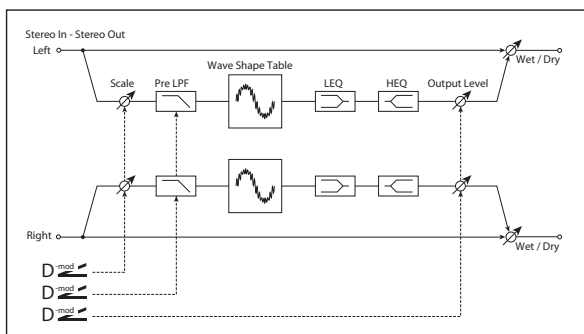 Stereo In - Stereo Out
Left
Wet / Dry
Wave Shape Table
Scale
Pre LPF
LEQ
HEQ
Output Level
Right
Wet / Dry
D-mod
D-mod
D-mod